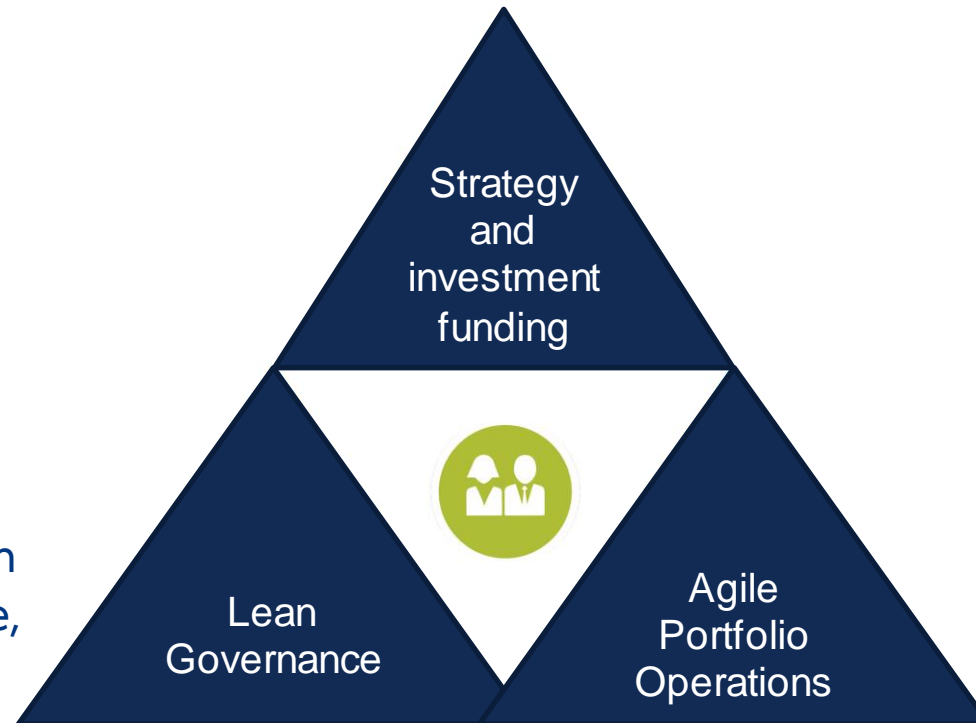 Strategy
and
investment
funding
Lean
Governance
Agile
Portfolio
Operations